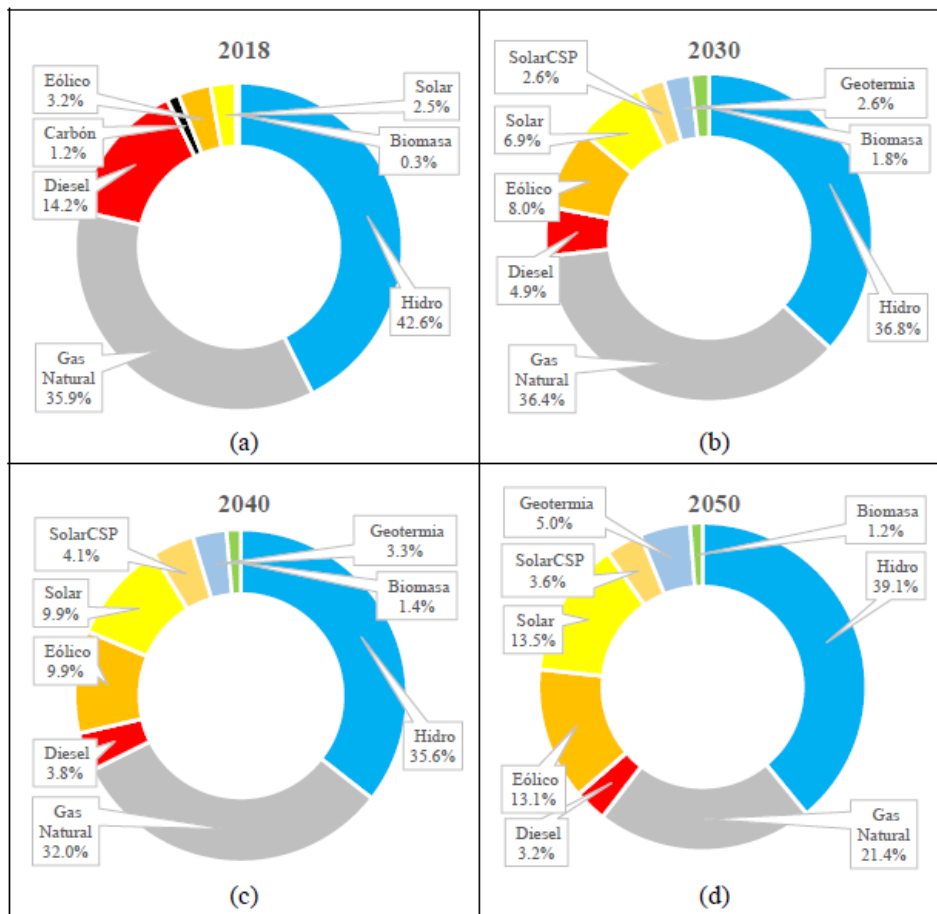 2018
Eólico
3.2%
Carbón
1.2%
Diesel
14.2%
Gas
Natural
35.9%
Solar
2.5%
Biomasa
0.3%
Hidro
42.6%
(a)
2030
SolarCSP
2.6%
Solar
6.9%
Eólico
8.0%
Diesel
4.9%
Gas
Natural
36.4%
Geotermia
2.6%
Biomasa
1.8%
Hidro
36.8%
(b)
2040
SolarCSP
4.1%
Solar
9.9%
Eólico
9.9%
Diesel
3.8%
Gas
Natural
32.0%
Geotermia
3.3%
Biomasa
1.4%
Hidro
35.6%
(c)
2050
Geotermia
5.0%
SolarCSP
3.6%
Solar
13.5%
Eólico
13.1%
Diesel
3.2%
Biomasa
1.2%
Hidro
39.1%
Gas
Natural
21.4%
(d)